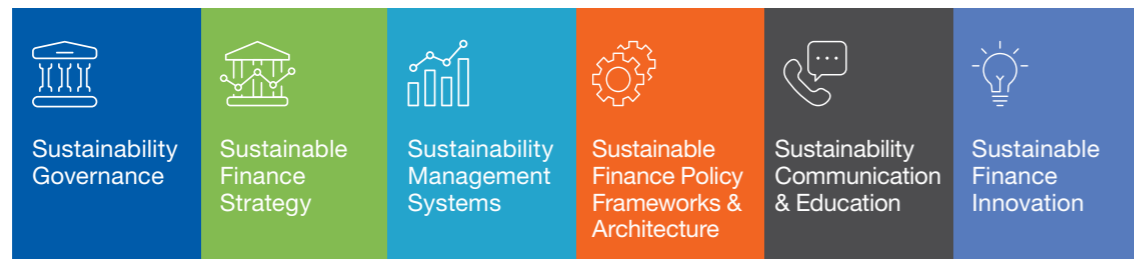 Sustainability
Governance
Sustainable
Finance
Strategy
Sustainability
Management
Systems
Sustainable
Finance Policy
Frameworks &
Architecture
Sustainability
Communication
& Education
Sustainable
Finance
Innovation